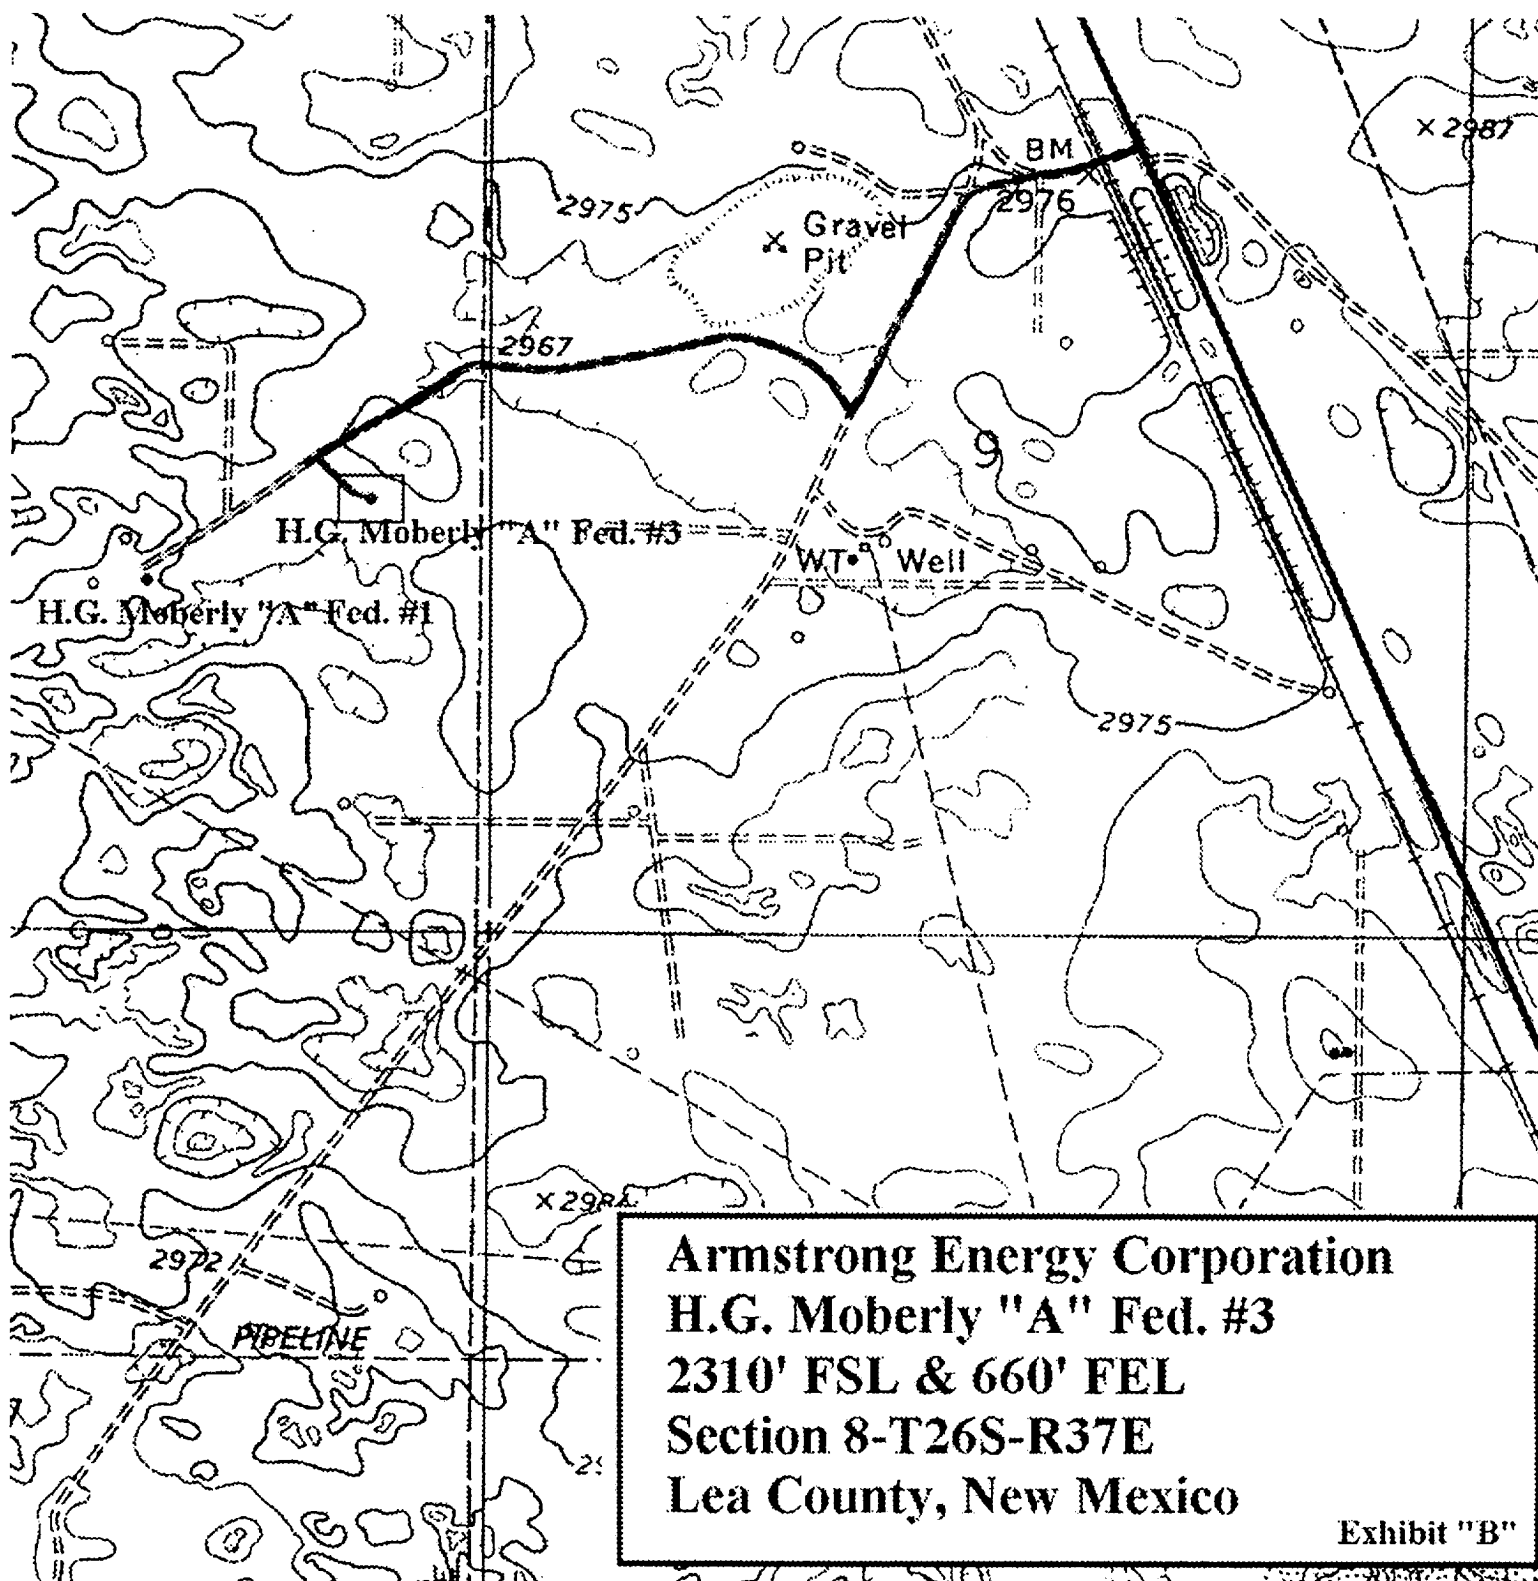 × 2987
BM
2976
2975
Gravel
Pit
2967
9
H.G. Moberly "A" Fed. #3
WT Well
H.G. Moberly "A" Fed. #1
2975
2972
PIPELINE
Armstrong Energy Corporation
H.G. Moberly "A" Fed. #3
2310' FSL & 660' FEL
Section 8-T26S-R37E
Lea County, New Mexico
Exhibit "B"